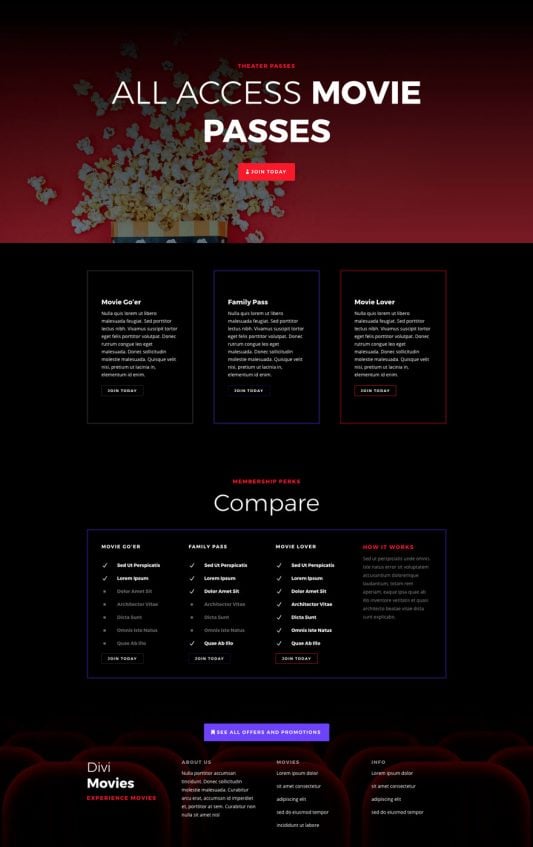 THEATER PASSES
ALL ACCESS MOVIE
PASSES
JOIN TODAY
Movie Go'er
Nulla quis lorem ut libero
malesuada feugiat. Sed porttitor
lectus nibh. Vivamus suscipit tortor
eget felis porttitor volutpat. Donec
rutrum congue leo eget
malesuada. Donec sollicitudin
molestie malesuada. Quisque velit
nisi, pretium ut lacinia in,
elementum id enim.
JOIN TODAY
Family Pass
Nulla quis lorem ut libero
malesuada feugiat. Sed porttitor
lectus nibh. Vivamus suscipit tortor
eget felis porttitor volutpat. Donec
rutrum congue leo eget
malesuada. Donec sollicitudin
molestie malesuada. Quisque velit
nisi, pretium ut lacinia in,
elementum id enim.
JOIN TODAY
Movie Lover
Nulla quis lorem ut libero
malesuada feugiat. Sed porttitor
lectus nibh. Vivamus suscipit tortor
eget felis porttitor volutpat. Donec
rutrum congue leo eget
malesuada. Donec sollicitudin
molestie malesuada. Quisque velit
nisi, pretium ut lacinia in,
elementum id enim.
JOIN TODAY
MEMBERSHIP PERKS
Compare
MOVIE GO'ER
Sed Ut Perspicatis
Lorem Ipsum
Dolor Amet Sit
Architector Vitae
Dicta Sunt
Omnis Iste Natus
Quae Ab Illo
JOIN TODAY
FAMILY PASS
Sed Ut Perspicatis
Lorem Ipsum
Dolor Amet Sit
Architector Vitae
Dicta Sunt
Omnis Iste Natus
Quae Ab Illo
JOIN TODAY
MOVIE LOVER
Sed Ut Perspicatis
Lorem Ipsum
Dolor Amet Sit
Architector Vitae
Dicta Sunt
Omnis Iste Natus
Quae Ab Illo
JOIN TODAY
HOW IT WORKS
Sed ut perspiciatis unde omnis
iste natus error sit voluptatem
accusantium doloremque
laudantium, totam rem
aperiam, eaque ipsa quae ab
illo inventore veritatis et quasi
architecto beatae vitae dicta
sunt explicabo.
SEE ALL OFFERS AND PROMOTIONS
Divi
Movies
EXPERIENCE MOVIES
ABOUT US
Nulla porttitor accumsan
tincidunt. Donec sollicitudin
molestie malesuada. Curabitur
arcu erat, accumsan id imperdiet
et, porttitor at sem. Curabitur non
nulla sit amet nisl
MOVIES
Lorem ipsum dolor
sit amet consectetur
adipiscing elit
sed do eiusmod tempor
incididunt ut labore
INFO
Lorem ipsum dolor
sit amet consectetur
adipiscing elit
sed do eiusmod tempor